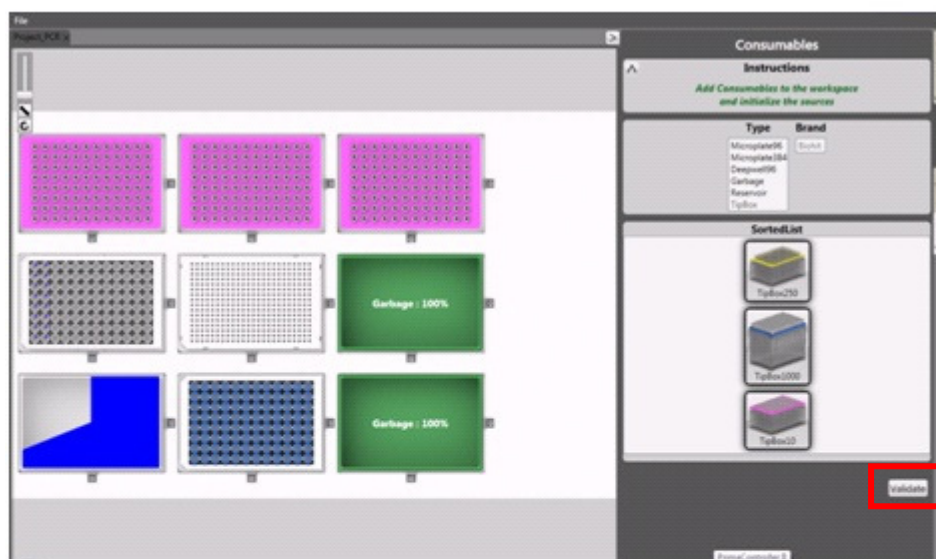 File
Project_PCR x
>
Consumables
Instructions
Add Consumables to the workspace
and initialize the sources
Type Brand
Microplate96 Biohit
Microplate384
Deepwell96
Garbage
Reservoir
TipBox
SortedList
TipBox250
Garbage : 100%
TipBox1000
Garbage : 100%
TipBox10
Validate